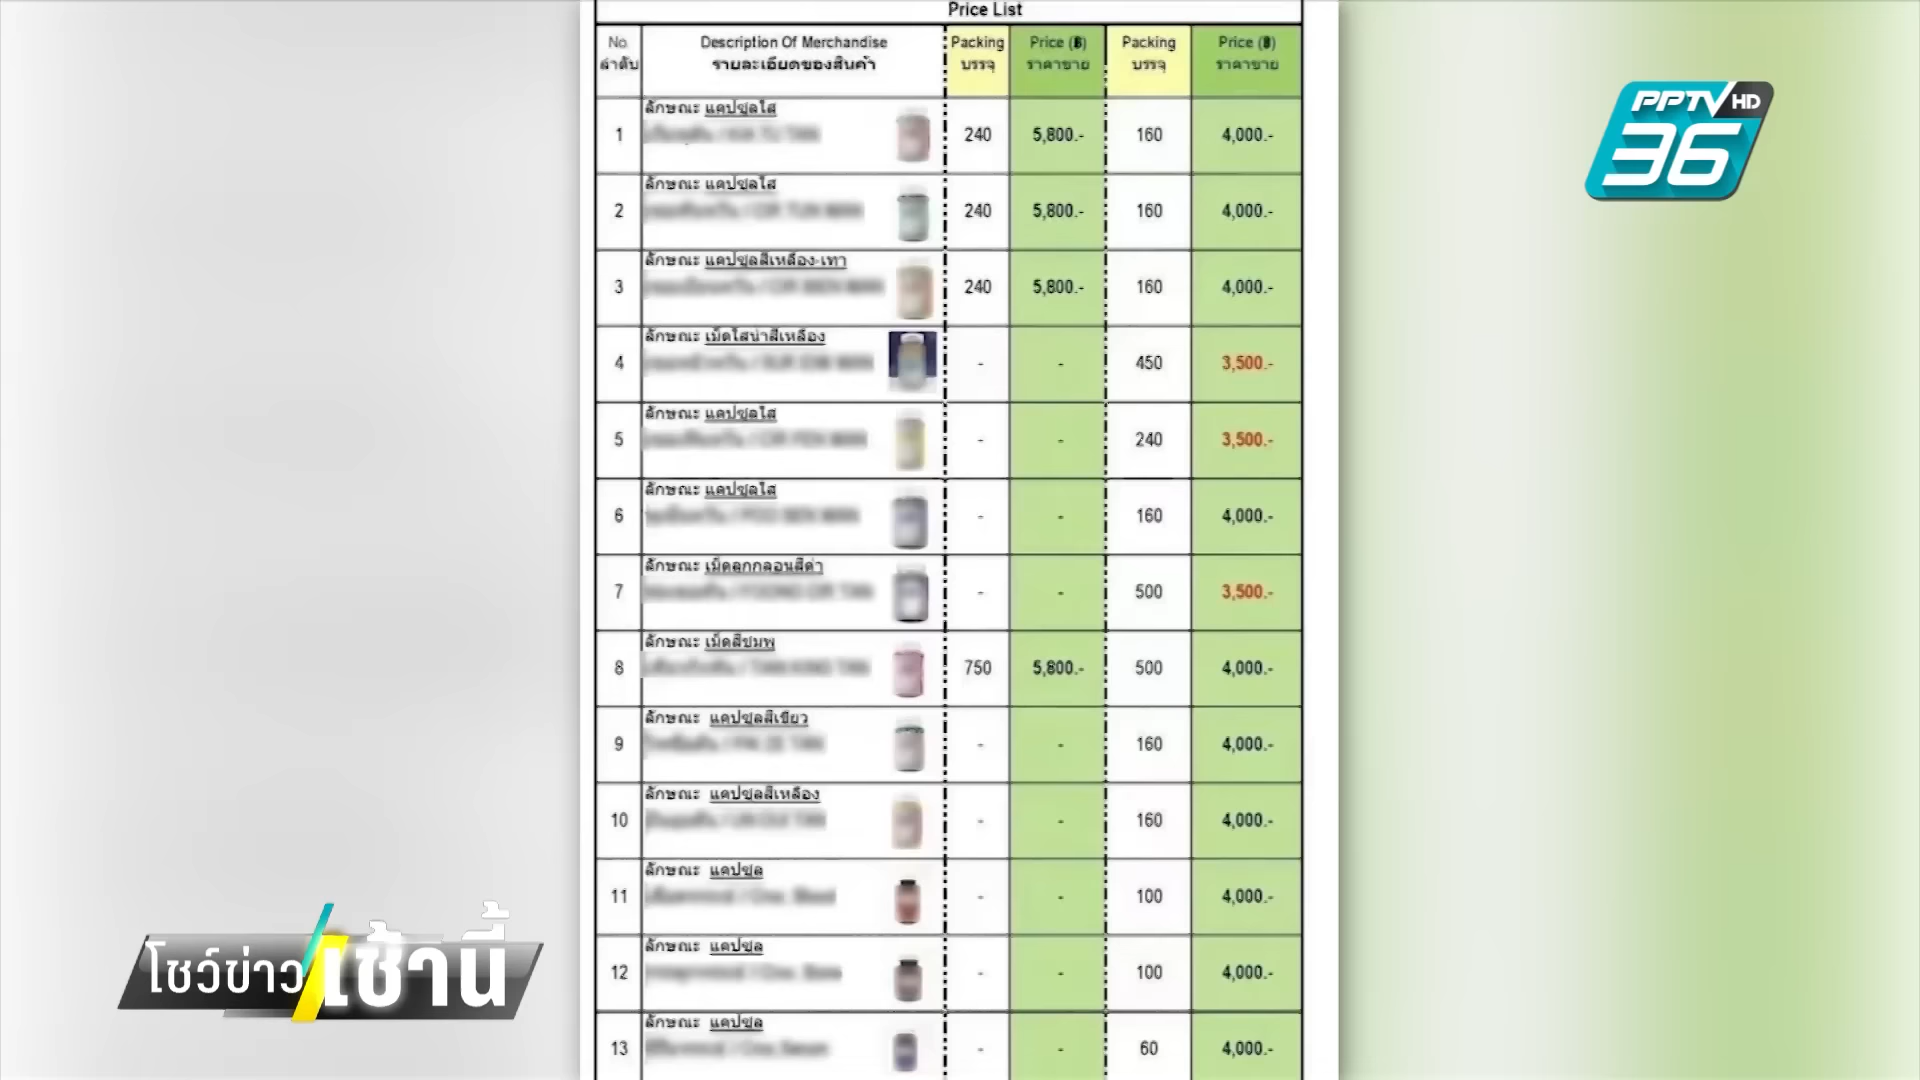 Price List
No. Description Of Merchandise Packing Price (฿) Packing Price (฿)
ลำดับ รายละเอียดของสินค้า บรรจุ ราคาขาย บรรจุ ราคาขาย
ลักษณะ แคปซูลใส
1 240 5,800.- 160 4,000.-
ลักษณะ แคปซูลใส
2 240 5,800.- 160 4,000.-
ลักษณะ แคปซูลสีเหลือง-เทา
3 240 5,800.- 160 4,000.-
ลักษณะ เม็ดใสน้ำสีเหลือง
4 - - 450 3,500.-
ลักษณะ แคปซูลใส
5 - - 240 3,500.-
ลักษณะ แคปซูลใส
6 - - 160 4,000.-
ลักษณะ เม็ดลูกกลอนสีดำ
7 - - 500 3,500.-
ลักษณะ เม็ดสีชมพู
8 750 5,800.- 500 4,000.-
ลักษณะ แคปซูลสีเขียว
9 - - 160 4,000.-
ลักษณะ แคปซูลสีเหลือง
10 - - 160 4,000.-
ลักษณะ แคปซูล
11 - - 100 4,000.-
ลักษณะ แคปซูล
12 - - 100 4,000.-
ลักษณะ แคปซูล
13 - - 60 4,000.-
PPTV HD
36
โชว์ข่าวเช้านี้